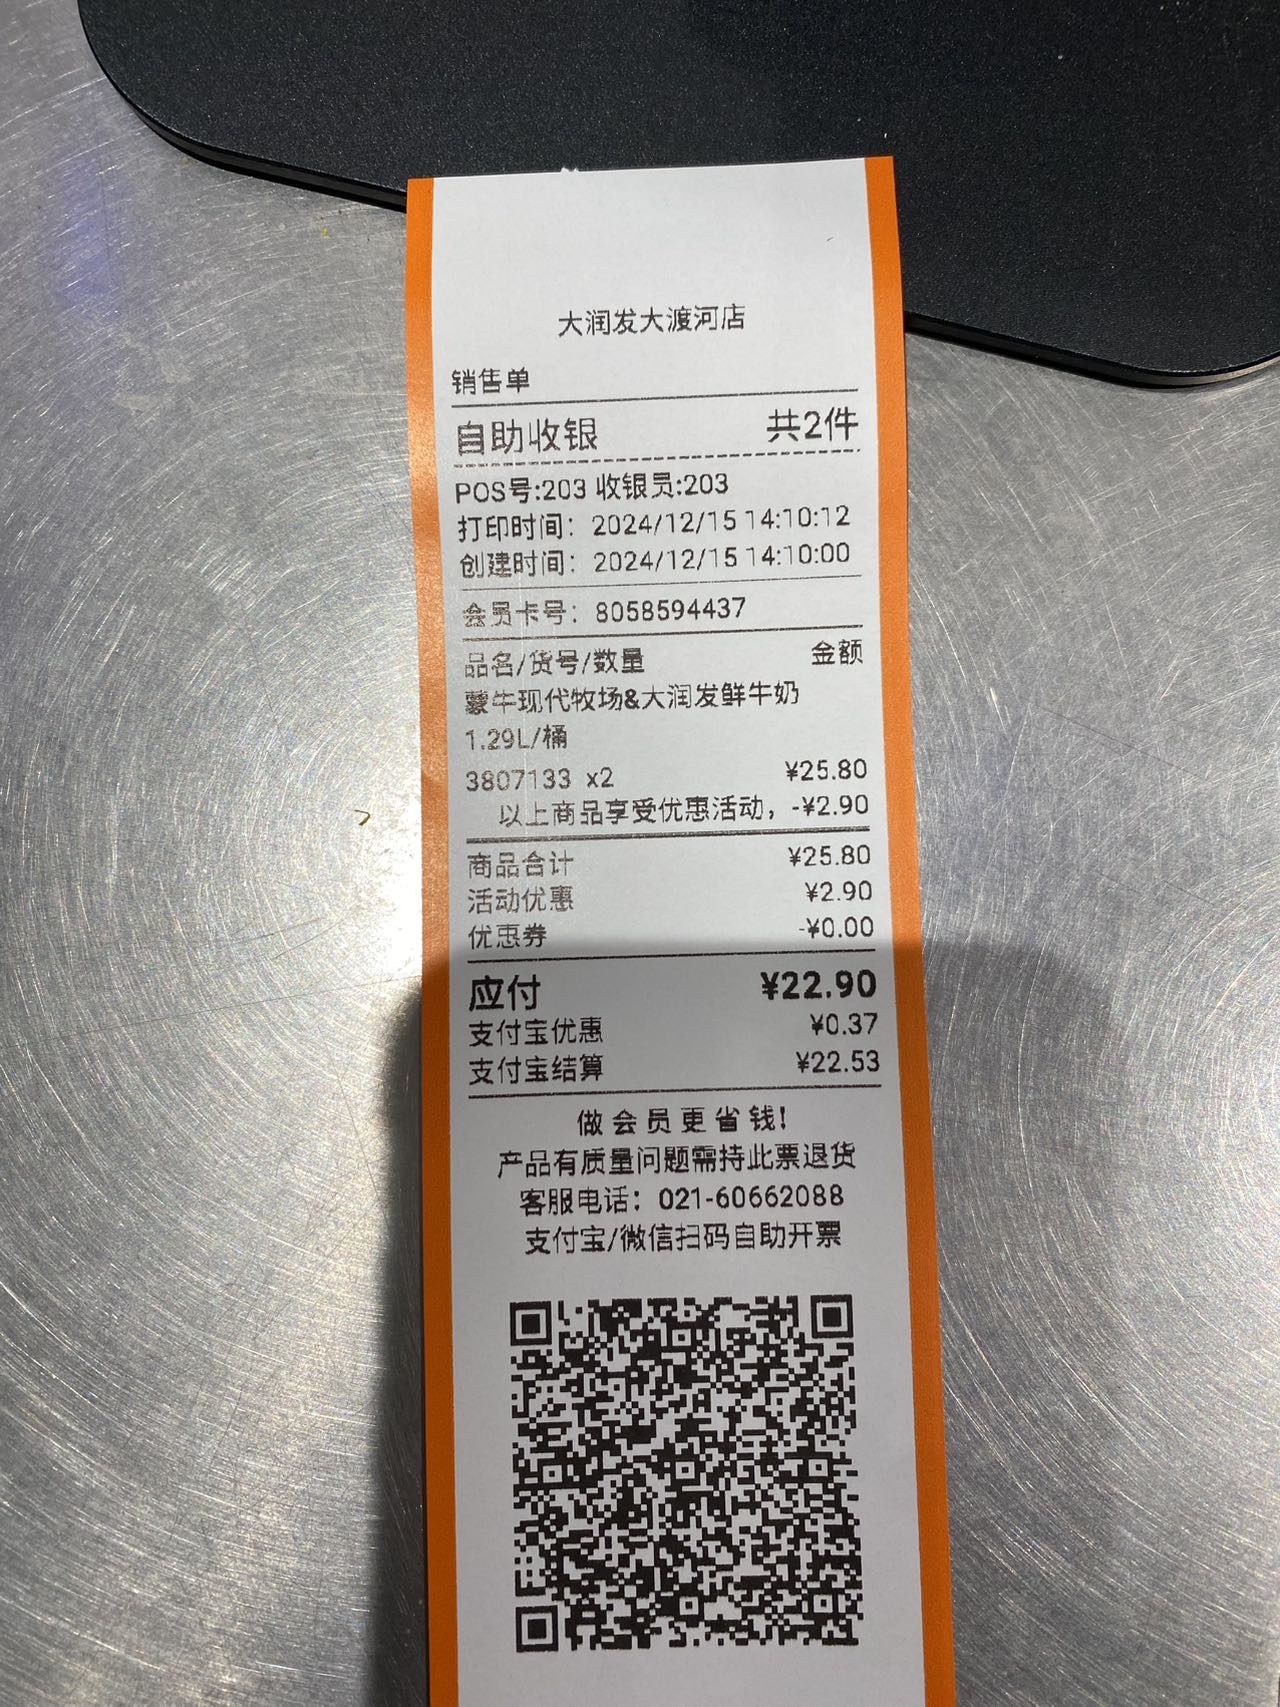 大润发大渡河店
销售单
自助收银 共2件
POS号:203 收银员:203
打印时间：2024/12/15 14:10:12
创建时间：2024/12/15 14:10:00
会员卡号：8058594437
品名/货号/数量 金额
蒙牛现代牧场&大润发鲜牛奶
1.29L/桶
3807133 x2 ¥25.80
以上商品享受优惠活动，-¥2.90
商品合计 ¥25.80
活动优惠 ¥2.90
优惠券 -¥0.00
应付 ¥22.90
支付宝优惠 ¥0.37
支付宝结算 ¥22.53
做会员更省钱!
产品有质量问题需持此票退货
客服电话：021-60662088
支付宝/微信扫码自助开票